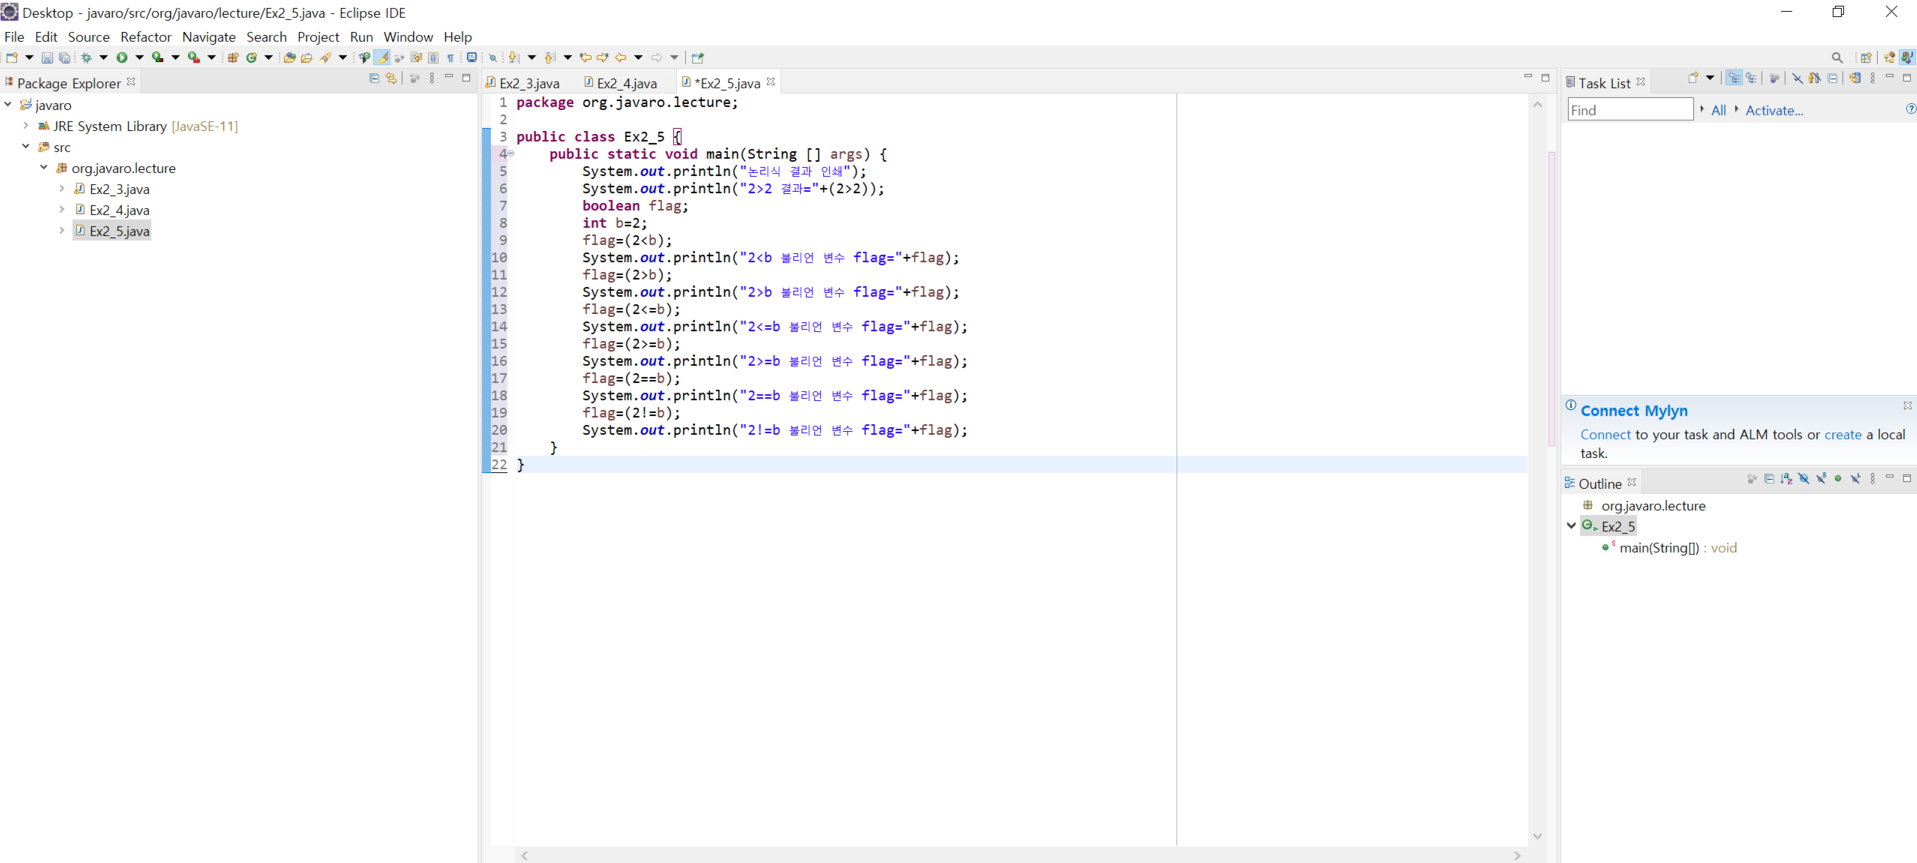 Desktop - javaro/src/org/javaro/lecture/Ex2_5.java - Eclipse IDE
File Edit Source Refactor Navigate Search Project Run Window Help
Package Explorer
javaro
JRE System Library [JavaSE-11]
src
org.javaro.lecture
Ex2_3.java
Ex2_4.java
Ex2_5.java
Ex2_3.java Ex2_4.java *Ex2_5.java
1 package org.javaro.lecture;
2
3 public class Ex2_5 {
4 public static void main(String [] args) {
5 System.out.println("논리식 결과 인쇄");
6 System.out.println("2>2 결과="+(2>2));
7 boolean flag;
8 int b=2;
9 flag=(2<b);
10 System.out.println("2<b 불리언 변수 flag="+flag);
11 flag=(2>b);
12 System.out.println("2>b 불리언 변수 flag="+flag);
13 flag=(2<=b);
14 System.out.println("2<=b 불리언 변수 flag="+flag);
15 flag=(2>=b);
16 System.out.println("2>=b 불리언 변수 flag="+flag);
17 flag=(2==b);
18 System.out.println("2==b 불리언 변수 flag="+flag);
19 flag=(2!=b);
20 System.out.println("2!=b 불리언 변수 flag="+flag);
21 }
22 }
Task List
Find All Activate...
Connect Mylyn
Connect to your task and ALM tools or create a local
task.
Outline
org.javaro.lecture
Ex2_5
main(String[]) : void